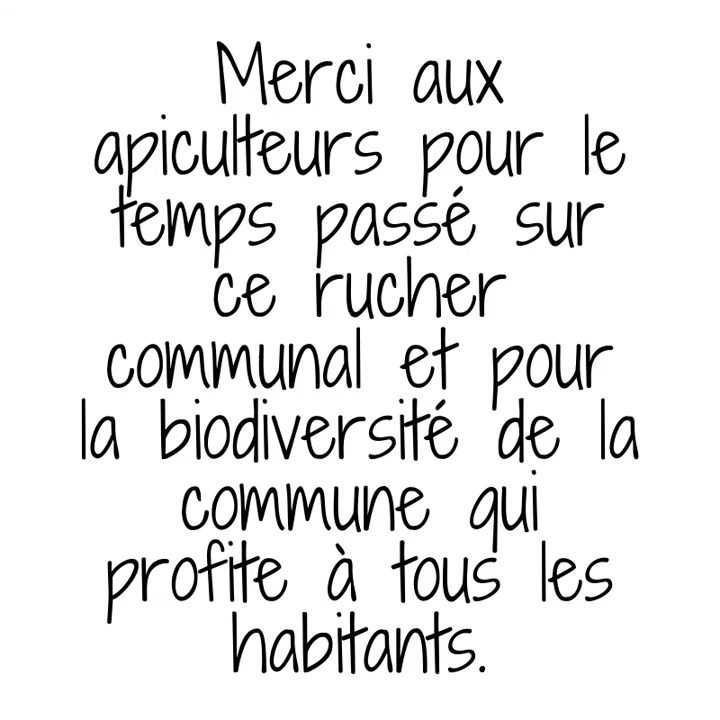 Merci aux
apiculteurs pour le
temps passé sur
ce rucher
communal et pour
la biodiversité de la
commune qui
profite à tous les
habitants.